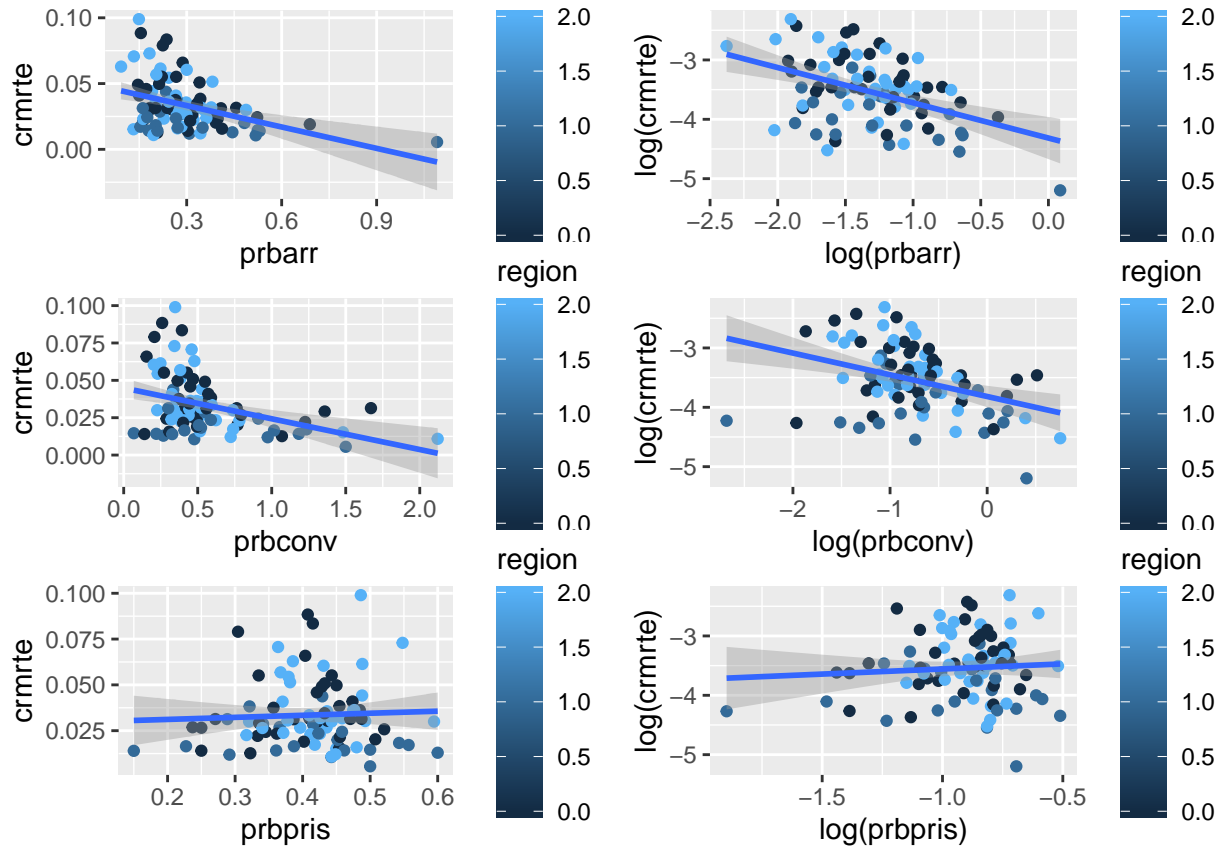 0.10
0.05
0.00
crmrte
0.3 0.6 0.9
prbarr
2.0
1.5
1.0
0.5
0.0
−3
−4
−5
log(crmrte)
−2.5 −2.0 −1.5 −1.0 −0.5 0.0
log(prbarr)
2.0
1.5
1.0
0.5
0.0
0.100
0.075
0.050
0.025
0.000
crmrte
0.0 0.5 1.0 1.5 2.0
prbconv
region
2.0
1.5
1.0
0.5
0.0
−3
−4
−5
log(crmrte)
−2 −1 0
log(prbconv)
region
2.0
1.5
1.0
0.5
0.0
0.100
0.075
0.050
0.025
crmrte
0.2 0.3 0.4 0.5 0.6
prbpris
region
2.0
1.5
1.0
0.5
0.0
−3
−4
−5
log(crmrte)
−1.5 −1.0 −0.5
log(prbpris)
region
2.0
1.5
1.0
0.5
0.0